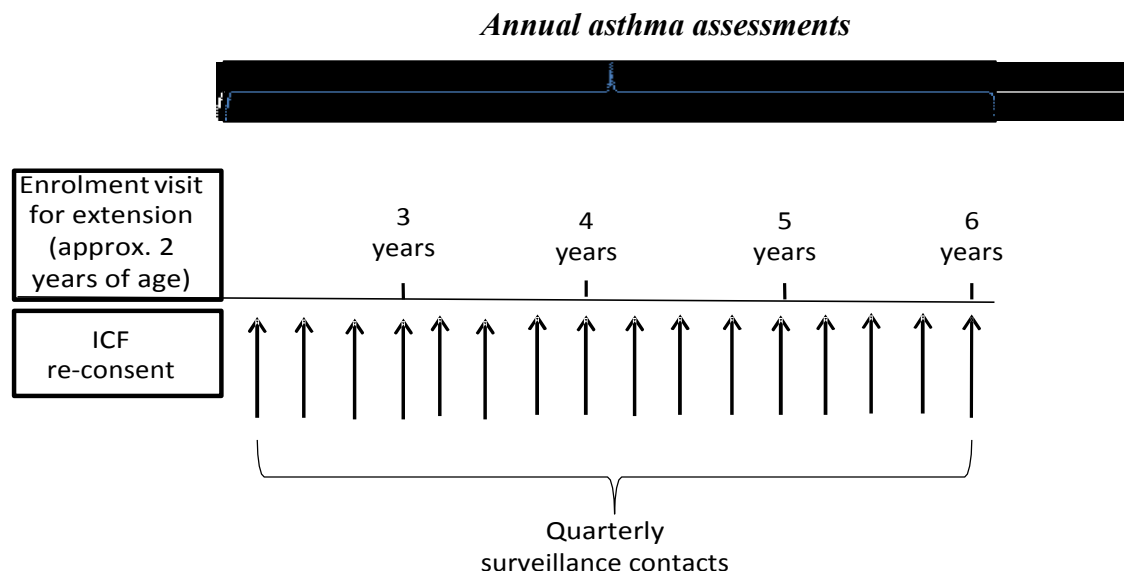 Annual asthma assessments
Enrolment visit
for extension
(approx. 2
years of age)
3
years
4
years
5
years
6
years
ICF
re-consent
Quarterly
surveillance contacts